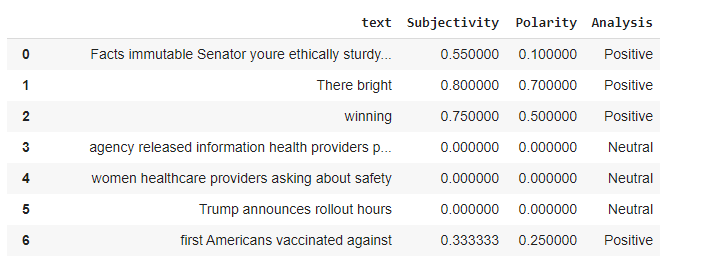 text Subjectivity Polarity Analysis
0 Facts immutable Senator youre ethically sturdy... 0.550000 0.100000 Positive
1 There bright 0.800000 0.700000 Positive
2 winning 0.750000 0.500000 Positive
3 agency released information health providers p... 0.000000 0.000000 Neutral
4 women healthcare providers asking about safety 0.000000 0.000000 Neutral
5 Trump announces rollout hours 0.000000 0.000000 Neutral
6 first Americans vaccinated against 0.333333 0.250000 Positive